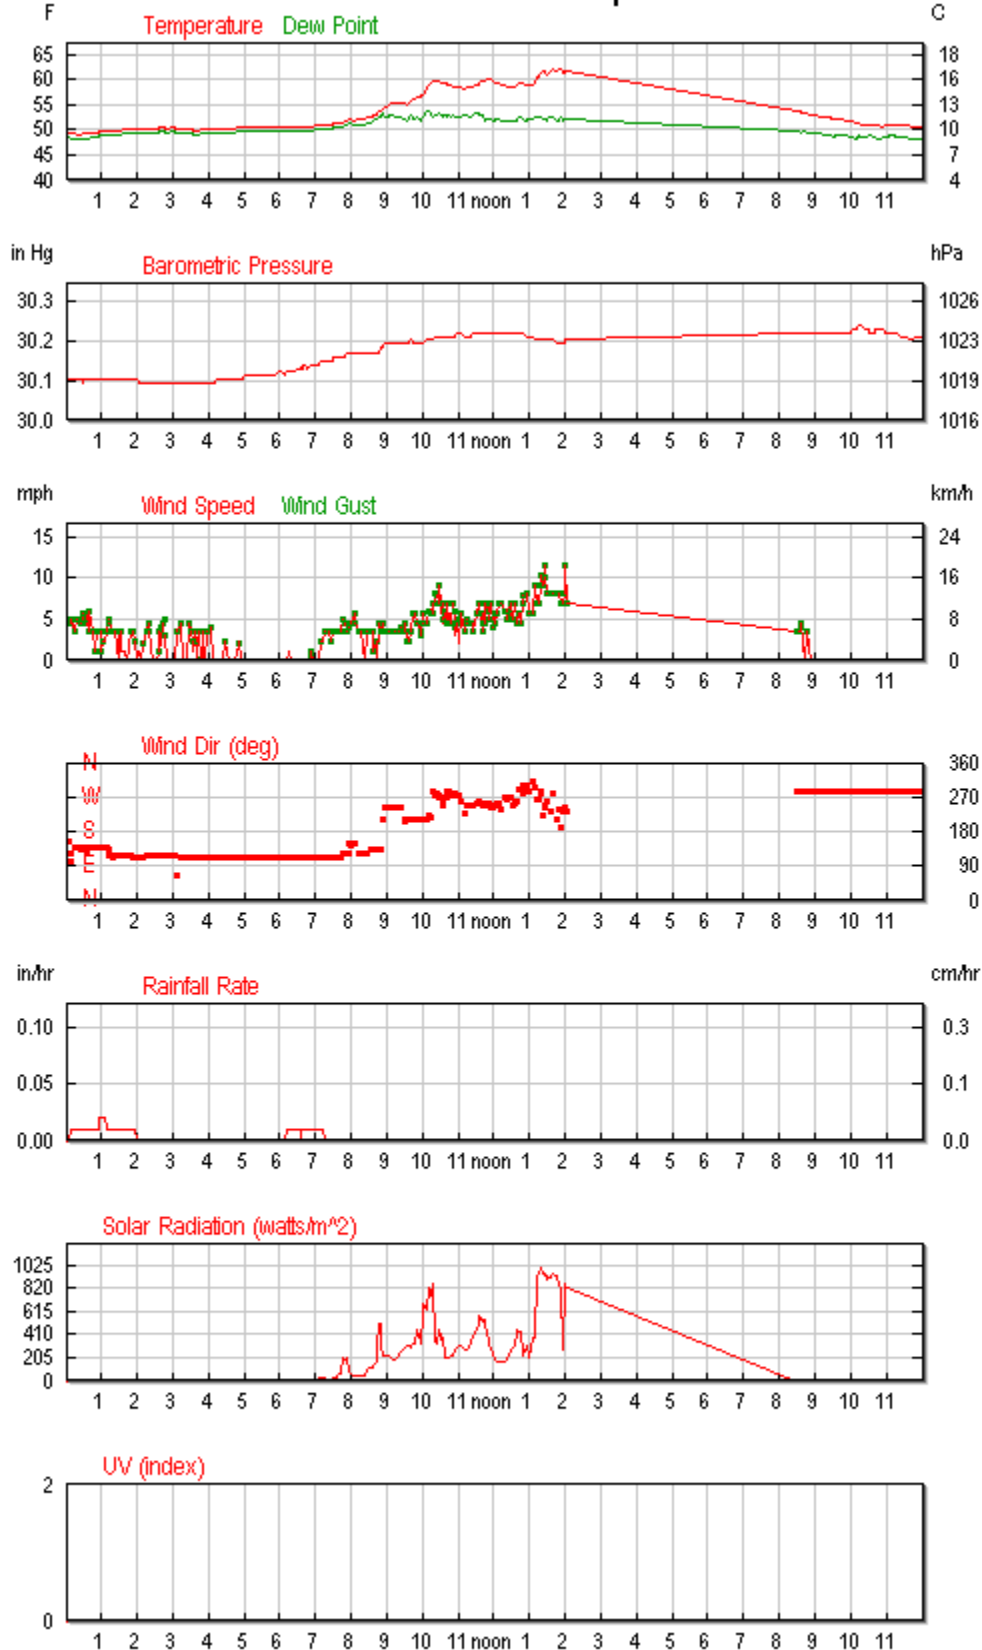 F C
Temperature Dew Point
65 18
60 16
55 13
50 10
45 7
40 4
1 2 3 4 5 6 7 8 9 10 11 noon 1 2 3 4 5 6 7 8 9 10 11
in Hg hPa
Barometric Pressure
30.3 1026
30.2 1023
30.1 1019
30.0 1016
1 2 3 4 5 6 7 8 9 10 11 noon 1 2 3 4 5 6 7 8 9 10 11
mph km/h
Wind Speed Wind Gust
15 24
10 16
5 8
0 0
1 2 3 4 5 6 7 8 9 10 11 noon 1 2 3 4 5 6 7 8 9 10 11
Wind Dir (deg)
N 360
W 270
S 180
E 90
N 0
1 2 3 4 5 6 7 8 9 10 11 noon 1 2 3 4 5 6 7 8 9 10 11
in/hr cm/hr
Rainfall Rate
0.10 0.3
0.05 0.1
0.00 0.0
1 2 3 4 5 6 7 8 9 10 11 noon 1 2 3 4 5 6 7 8 9 10 11
Solar Radiation (watts/m^2)
1025
820
615
410
205
0
1 2 3 4 5 6 7 8 9 10 11 noon 1 2 3 4 5 6 7 8 9 10 11
UV (index)
2
0
1 2 3 4 5 6 7 8 9 10 11 noon 1 2 3 4 5 6 7 8 9 10 11